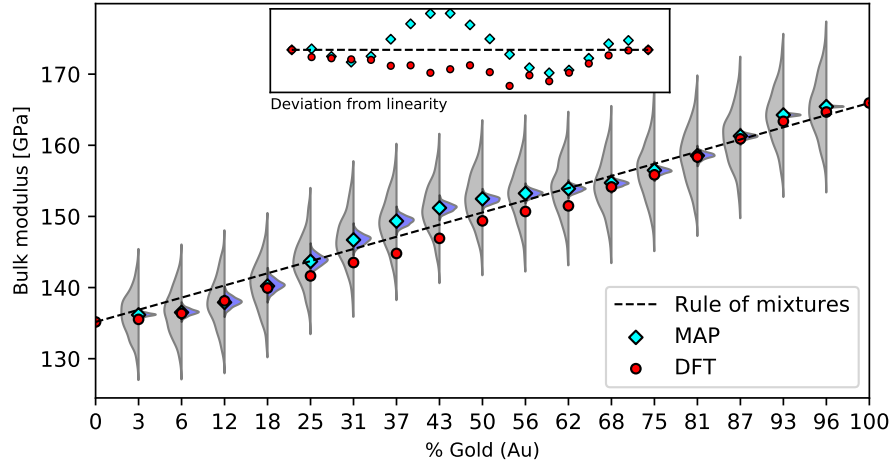 Deviation from linearity
Bulk modulus [GPa]
170
160
150
140
130
Rule of mixtures
MAP
DFT
0 3 6 12 18 25 31 37 43 50 56 62 68 75 81 87 93 96 100
% Gold (Au)